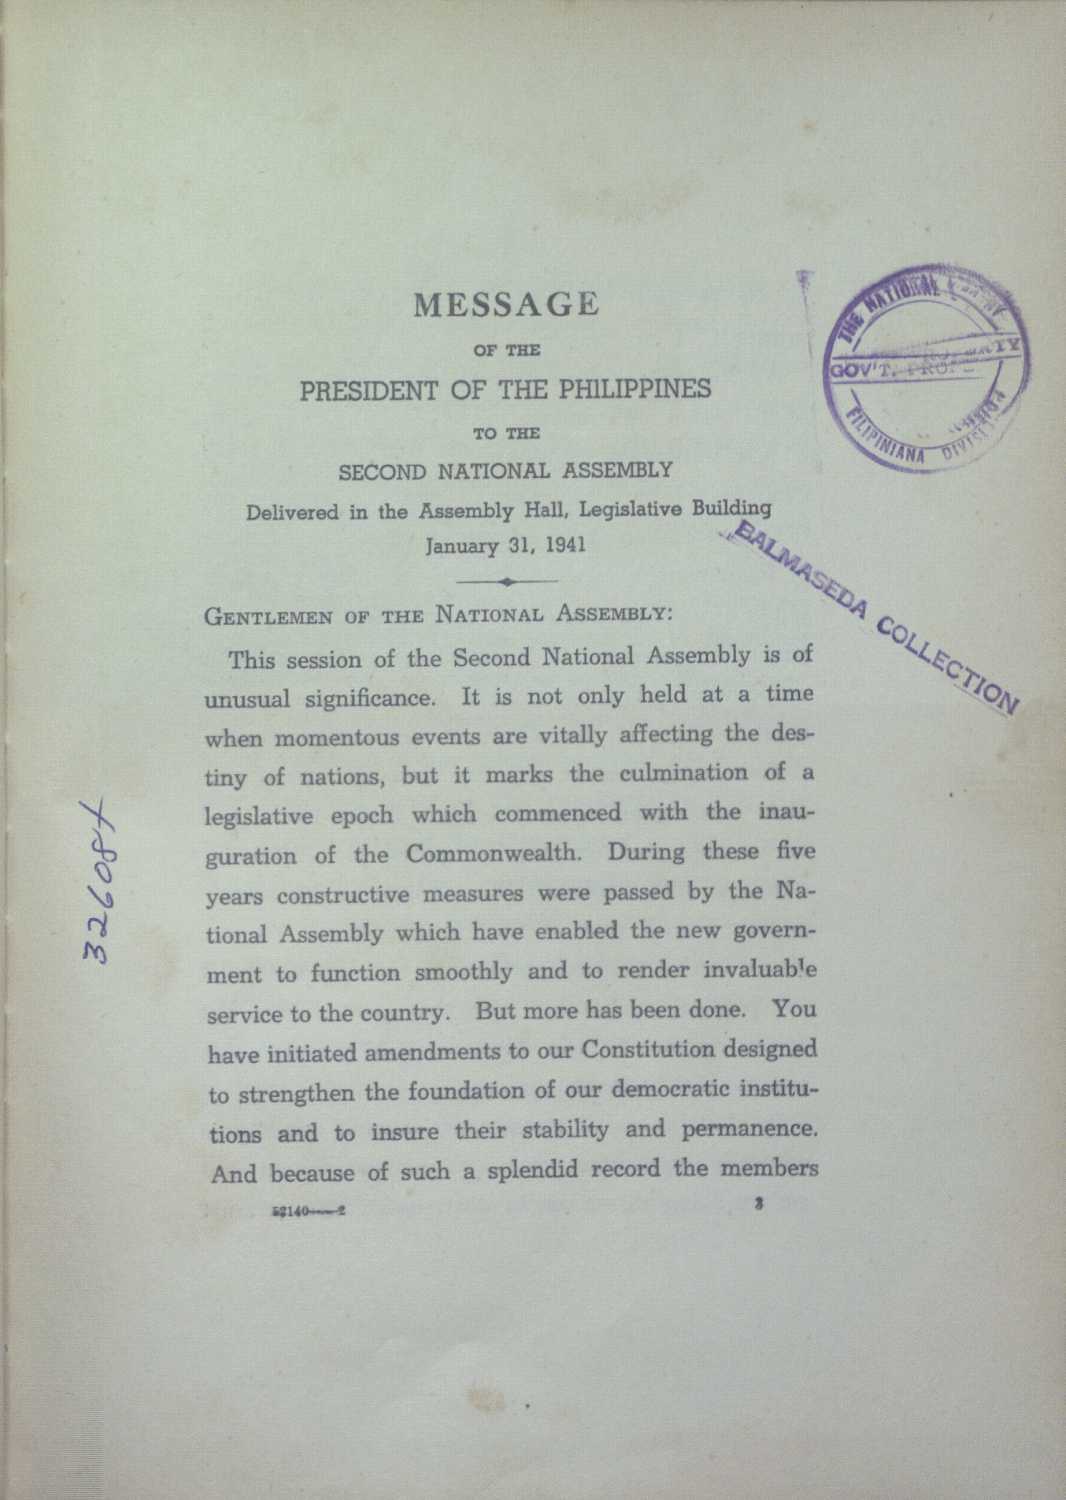 MESSAGE
OF THE
PRESIDENT OF THE PHILIPPINES
TO THE
SECOND NATIONAL ASSEMBLY
Delivered in the Assembly Hall, Legislative Building
January 31, 1941
GENTLEMEN OF THE NATIONAL ASSEMBLY:
This session of the Second National Assembly is of
unusual significance. It is not only held at a time
when momentous events are vitally affecting the des-
tiny of nations, but it marks the culmination of a
legislative epoch which commenced with the inau-
guration of the Commonwealth. During these five
years constructive measures were passed by the Na-
tional Assembly which have enabled the new govern-
ment to function smoothly and to render invaluable
service to the country. But more has been done. You
have initiated amendments to our Constitution designed
to strengthen the foundation of our democratic institu-
tions and to insure their stability and permanence.
And because of such a splendid record the members
52140——2
3
THE NATIONAL
GOV'T.
FILIPINIANA DIVISION
BALMASEDA COLLECTION